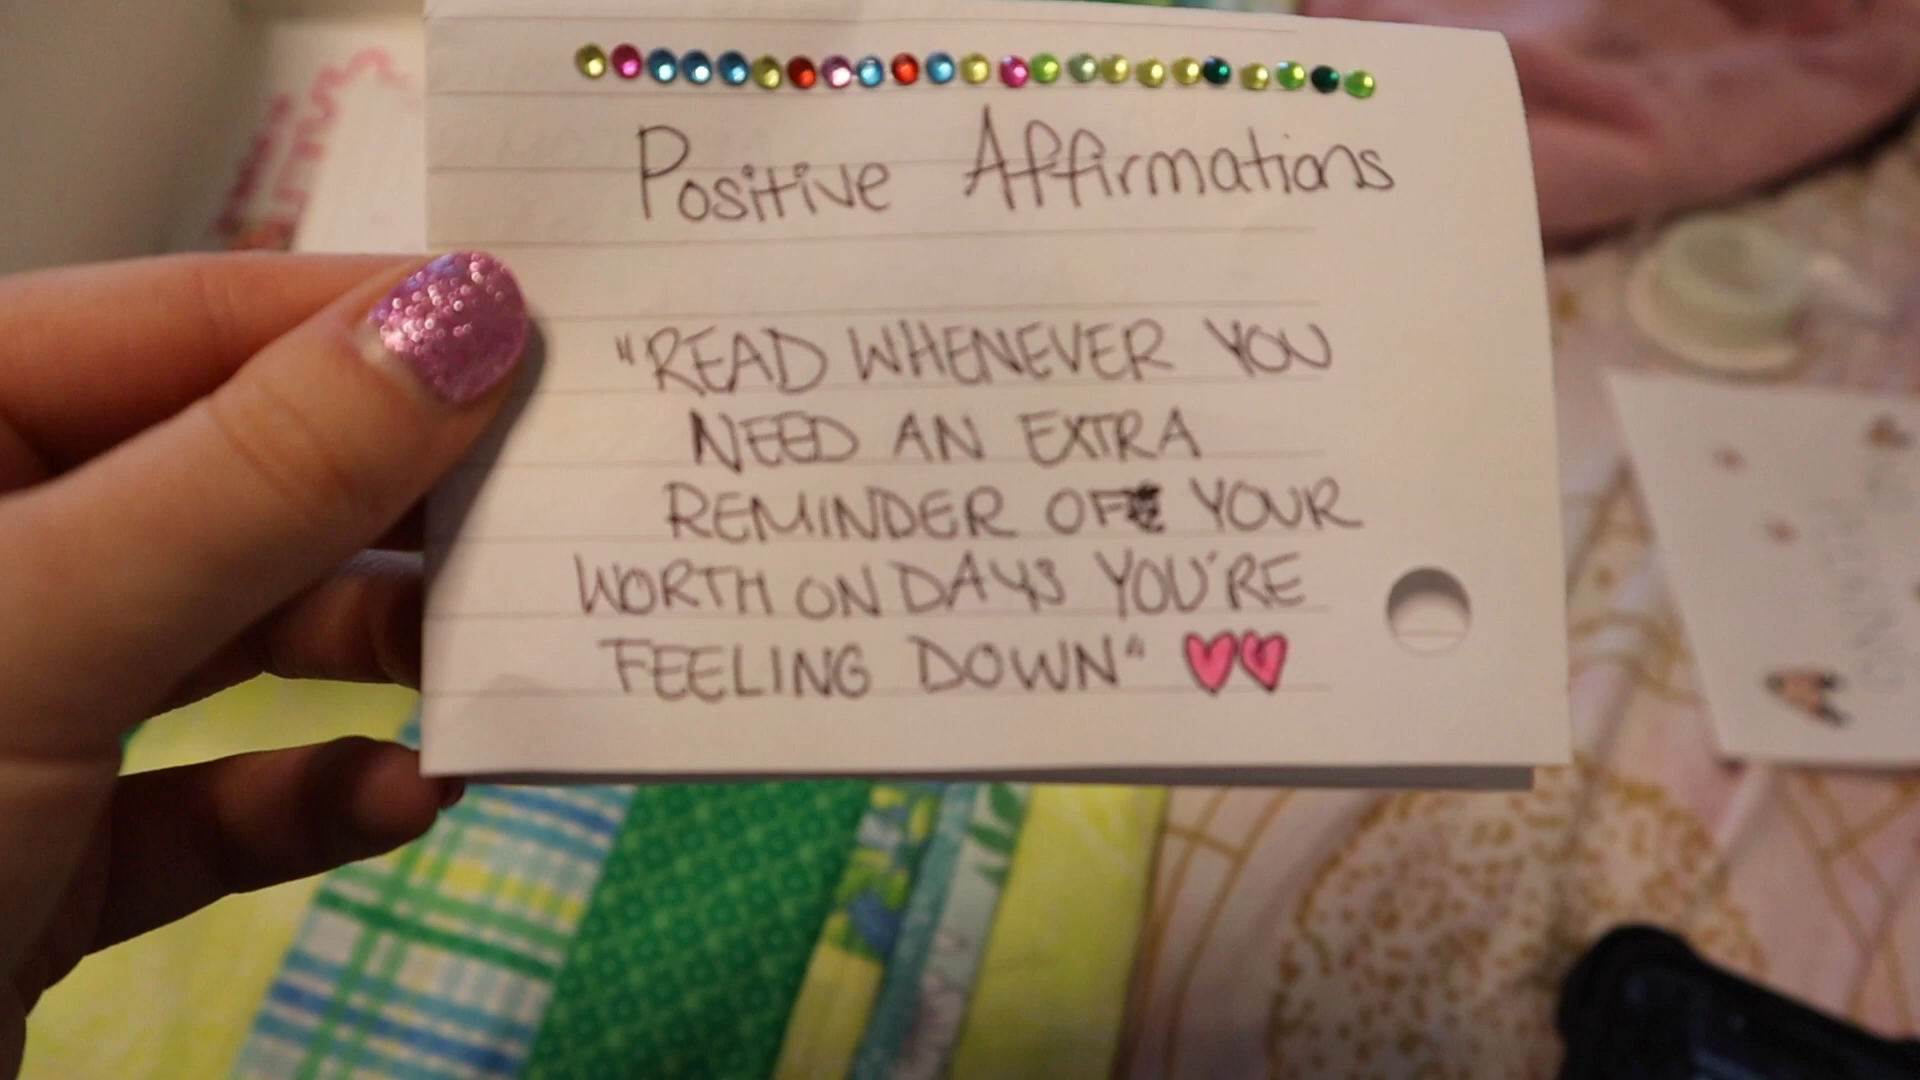 Positive Affirmations
"READ WHENEVER YOU
NEED AN EXTRA
REMINDER OF YOUR
WORTH ON DAYS YOU'RE
FEELING DOWN"